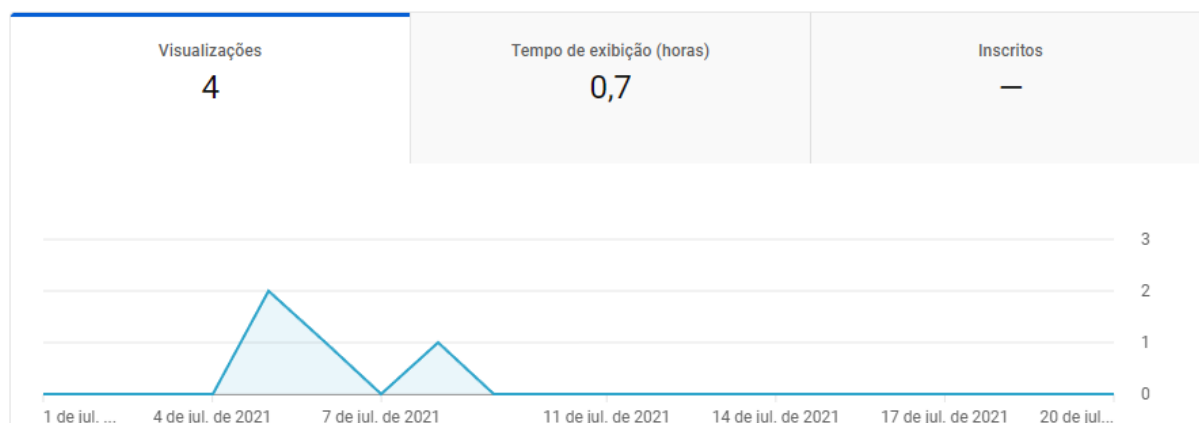 Visualizações
4
Tempo de exibição (horas)
0,7
Inscritos
—
3
2
1
0
1 de jul. ...
4 de jul. de 2021
7 de jul. de 2021
11 de jul. de 2021
14 de jul. de 2021
17 de jul. de 2021
20 de jul...